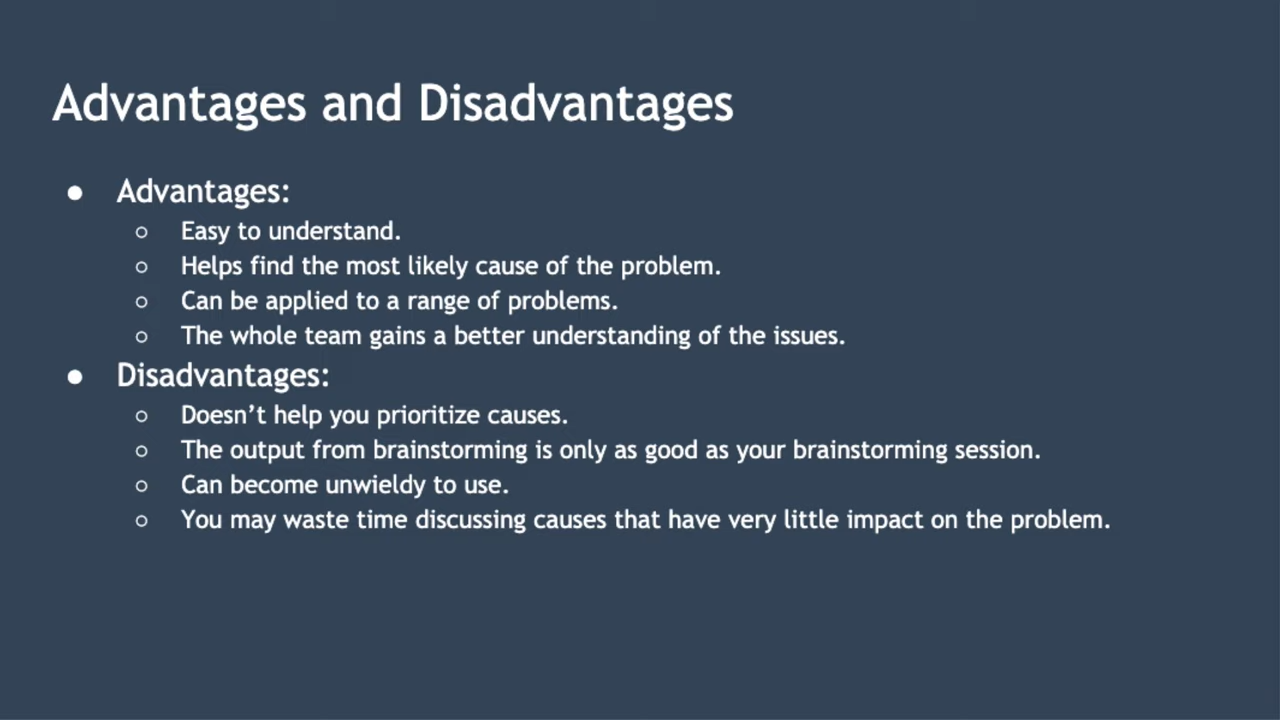 Advantages and Disadvantages
● Advantages:
○ Easy to understand.
○ Helps find the most likely cause of the problem.
○ Can be applied to a range of problems.
○ The whole team gains a better understanding of the issues.
● Disadvantages:
○ Doesn’t help you prioritize causes.
○ The output from brainstorming is only as good as your brainstorming session.
○ Can become unwieldy to use.
○ You may waste time discussing causes that have very little impact on the problem.